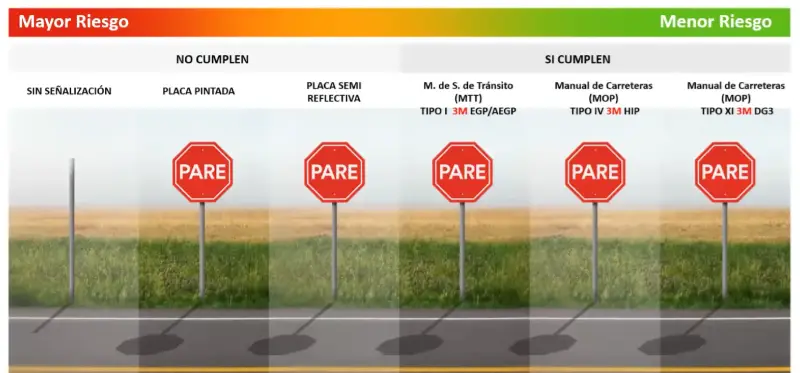 Mayor Riesgo
Menor Riesgo
NO CUMPLEN
SI CUMPLEN
SIN SEÑALIZACIÓN
PLACA PINTADA
PLACA SEMI
REFLECTIVA
M. de S. de Tránsito
(MTT)
TIPO I 3M EGP/AEGP
Manual de Carreteras
(MOP)
TIPO IV 3M HIP
Manual de Carreteras
(MOP)
TIPO XI 3M DG3
PARE
PARE
PARE
PARE
PARE